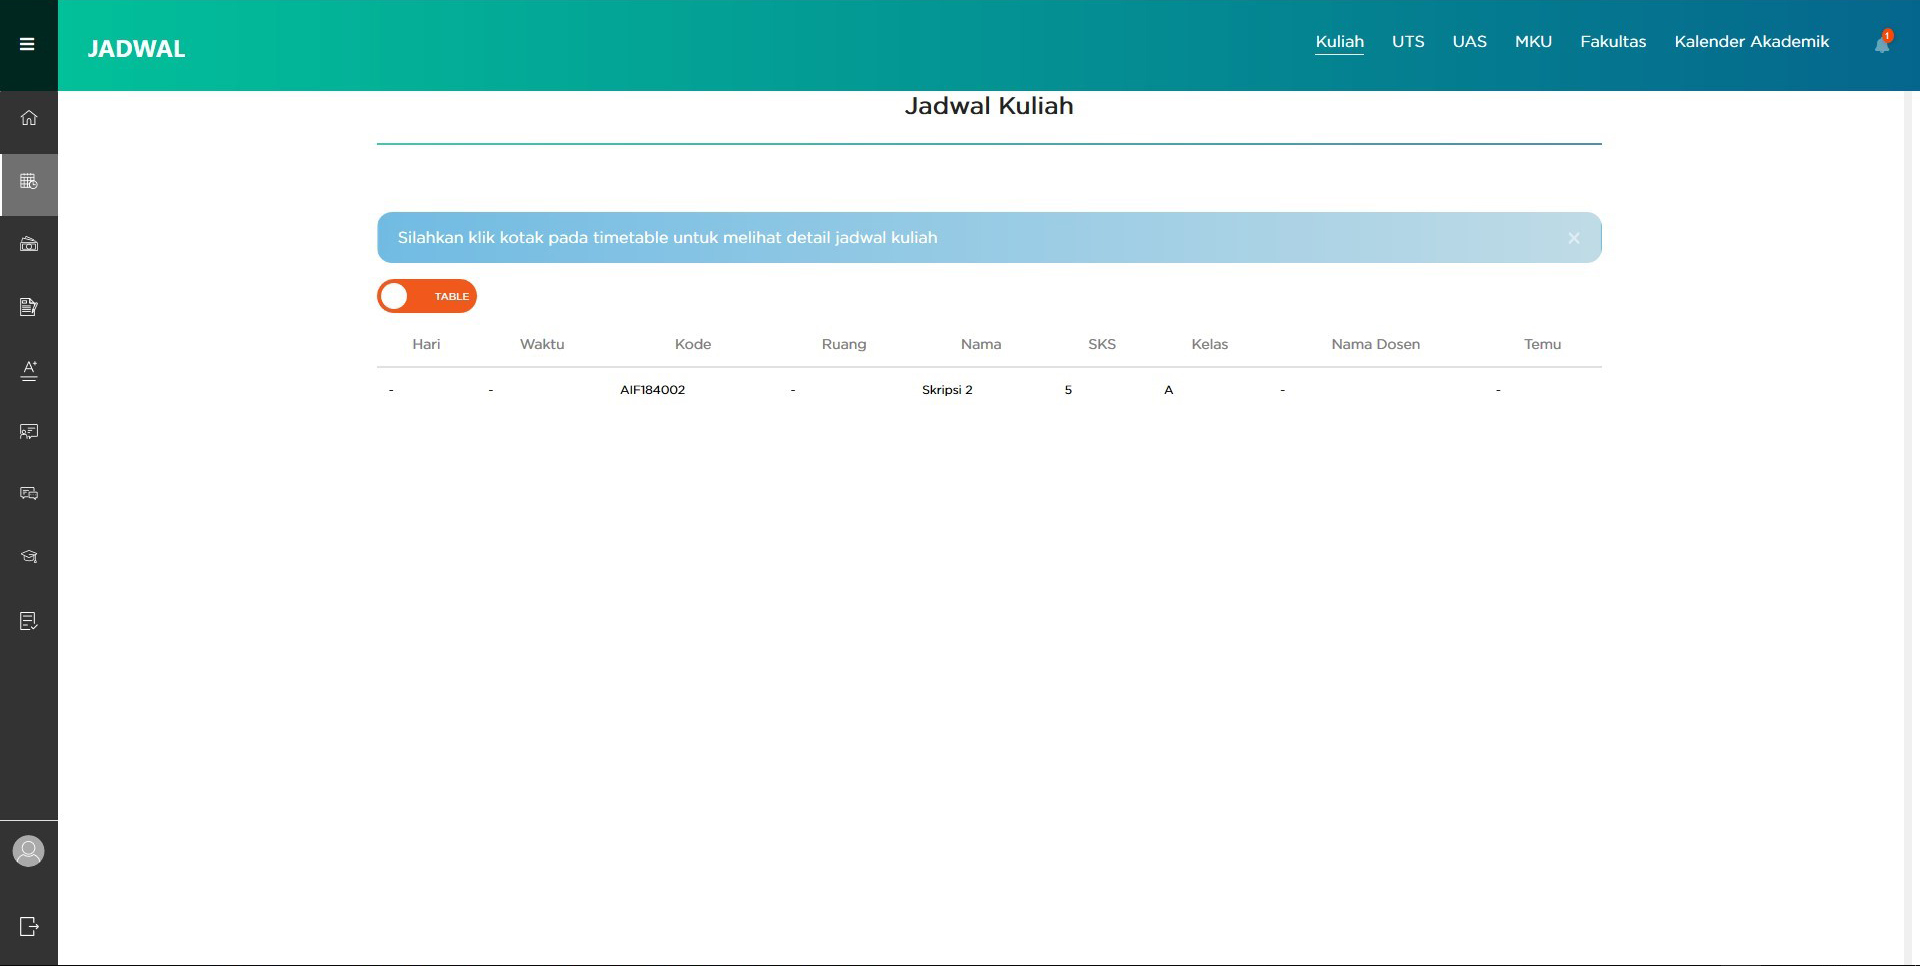 JADWAL
Kuliah UTS UAS MKU Fakultas Kalender Akademik 1
Jadwal Kuliah
Silahkan klik kotak pada timetable untuk melihat detail jadwal kuliah ×
TABLE
Hari Waktu Kode Ruang Nama SKS Kelas Nama Dosen Temu
- - AIF184002 - Skripsi 2 5 A - -
A+